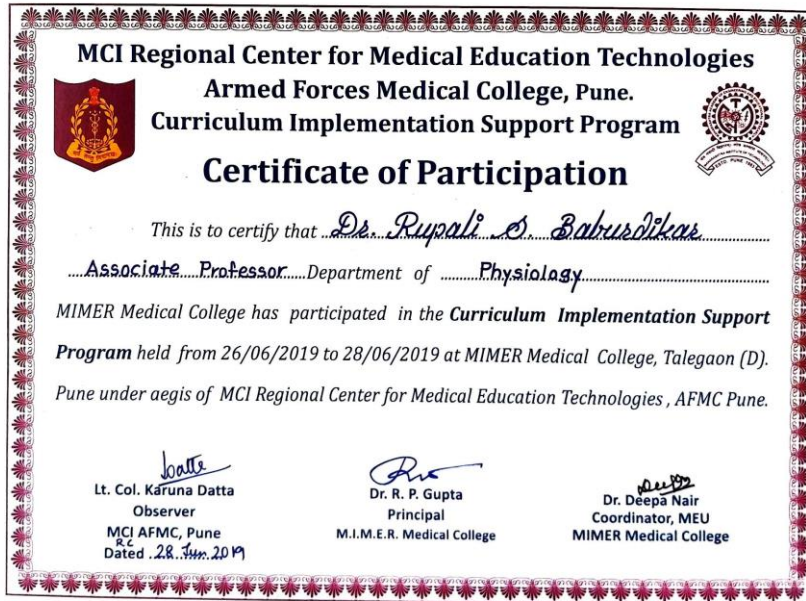 MCI Regional Center for Medical Education Technologies
Armed Forces Medical College, Pune.
Curriculum Implementation Support Program
Certificate of Participation
This is to certify that Dr. Rupali S. Baburdikar
Associate Professor Department of Physiology
MIMER Medical College has participated in the Curriculum Implementation Support
Program held from 26/06/2019 to 28/06/2019 at MIMER Medical College, Talegaon (D).
Pune under aegis of MCI Regional Center for Medical Education Technologies , AFMC Pune.
Lt. Col. Karuna Datta
Observer
MCI AFMC, Pune
RC
Dated 28 Jun 2019
Dr. R. P. Gupta
Principal
M.I.M.E.R. Medical College
Dr. Deepa Nair
Coordinator, MEU
MIMER Medical College